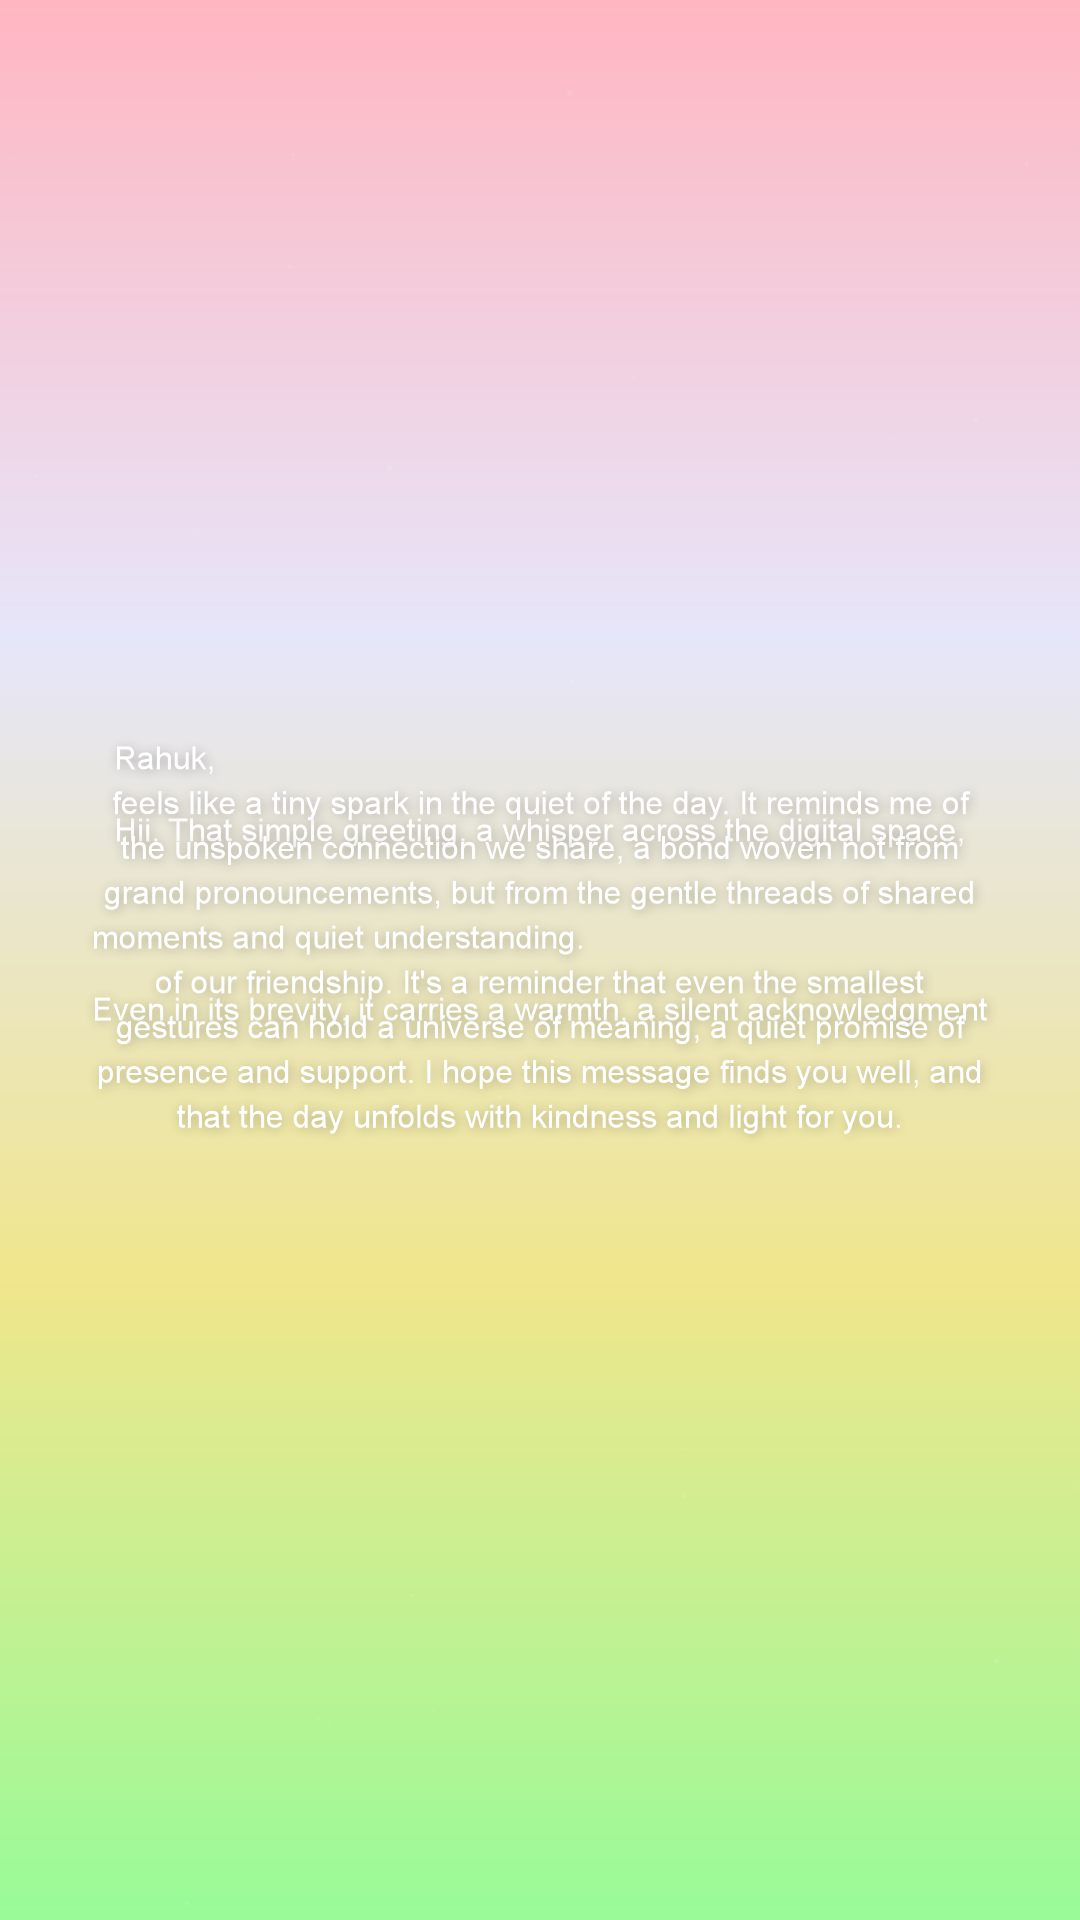 Rahuk,
Hii. That simple greeting, a whisper across the digital space,
feels like a tiny spark in the quiet of the day. It reminds me of
the unspoken connection we share, a bond woven not from
grand pronouncements, but from the gentle threads of shared
moments and quiet understanding.
Even in its brevity, it carries a warmth, a silent acknowledgment
of our friendship. It's a reminder that even the smallest
gestures can hold a universe of meaning, a quiet promise of
presence and support. I hope this message finds you well, and
that the day unfolds with kindness and light for you.